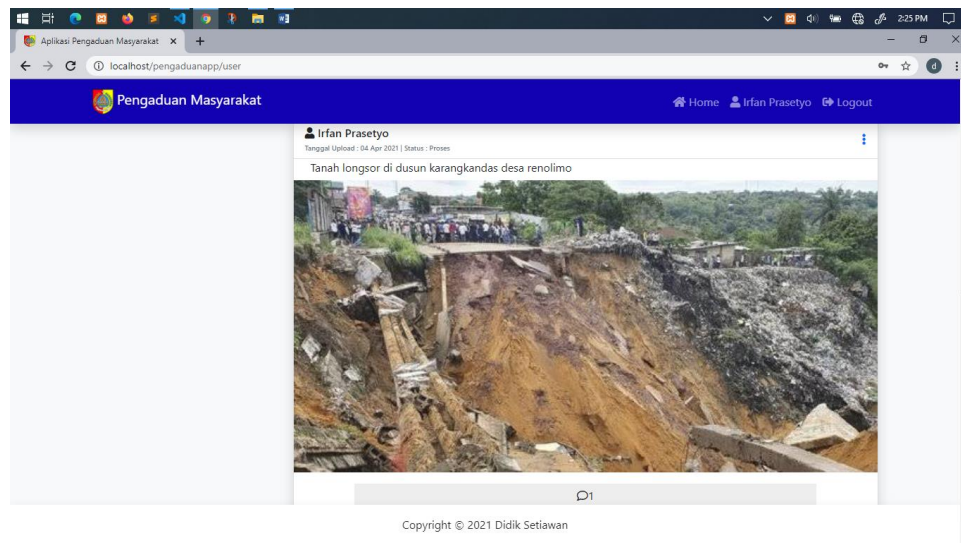 2:25 PM
Aplikasi Pengaduan Masyarakat
localhost/pengaduanapp/user
d
Pengaduan Masyarakat
Home Irfan Prasetyo Logout
Irfan Prasetyo
Tanggal Upload : 04 Apr 2021 | Status : Proses
Tanah longsor di dusun karangkandas desa renolimo
1
Copyright © 2021 Didik Setiawan